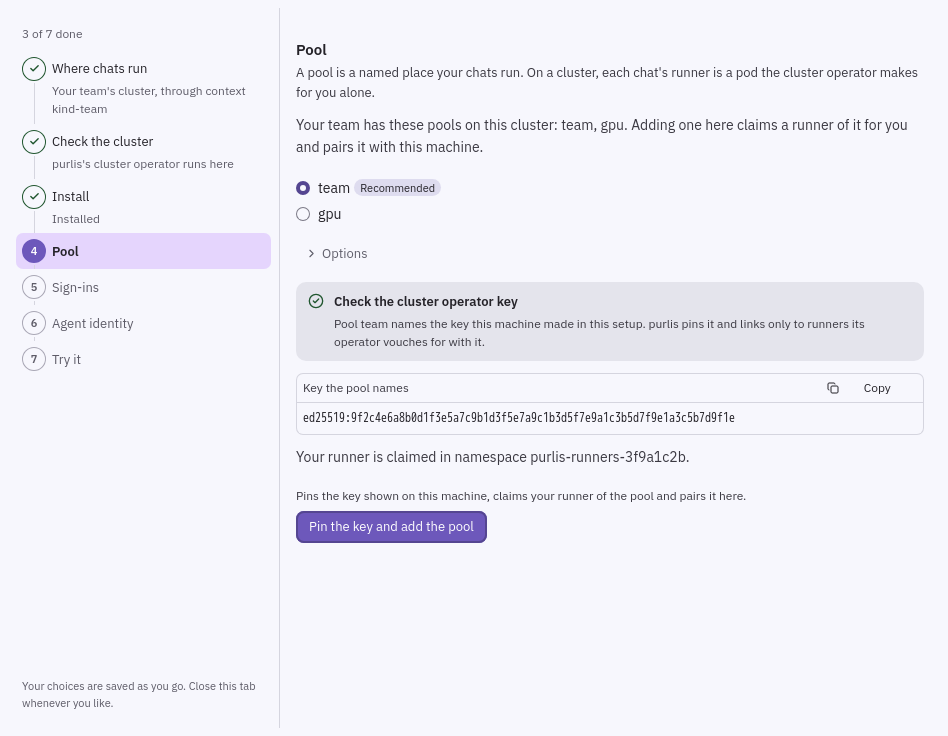 3 of 7 done
Where chats run
Your team's cluster, through context
kind-team
Check the cluster
purlis's cluster operator runs here
Install
Installed
4 Pool
5 Sign-ins
6 Agent identity
7 Try it
Your choices are saved as you go. Close this tab
whenever you like.
Pool
A pool is a named place your chats run. On a cluster, each chat's runner is a pod the cluster operator makes
for you alone.
Your team has these pools on this cluster: team, gpu. Adding one here claims a runner of it for you
and pairs it with this machine.
team Recommended
gpu
Options
Check the cluster operator key
Pool team names the key this machine made in this setup. purlis pins it and links only to runners its
operator vouches for with it.
Key the pool names Copy
ed25519:9f2c4e6a8b0d1f3e5a7c9b1d3f5e7a9c1b3d5f7e9a1c3b5d7f9e1a3c5b7d9f1e
Your runner is claimed in namespace purlis-runners-3f9a1c2b.
Pins the key shown on this machine, claims your runner of the pool and pairs it here.
Pin the key and add the pool